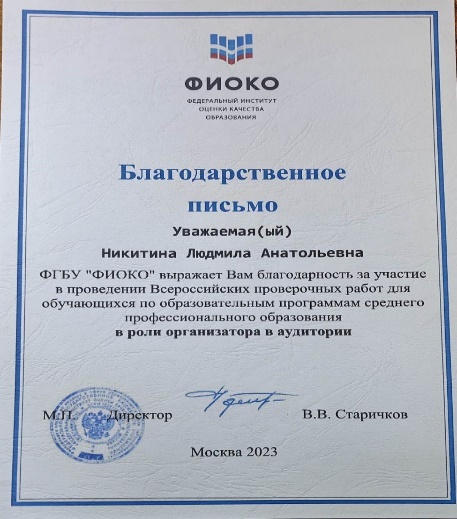 ФИОКО
ФЕДЕРАЛЬНЫЙ ИНСТИТУТ
ОЦЕНКИ КАЧЕСТВА
ОБРАЗОВАНИЯ
Благодарственное
письмо
Уважаемая(ый)
Никитина Людмила Анатольевна
ФГБУ "ФИОКО" выражает Вам благодарность за участие
в проведении Всероссийских проверочных работ для
обучающихся по образовательным программам среднего
профессионального образования
в роли организатора в аудитории
М.П. Директор В.В. Старичков
Москва 2023